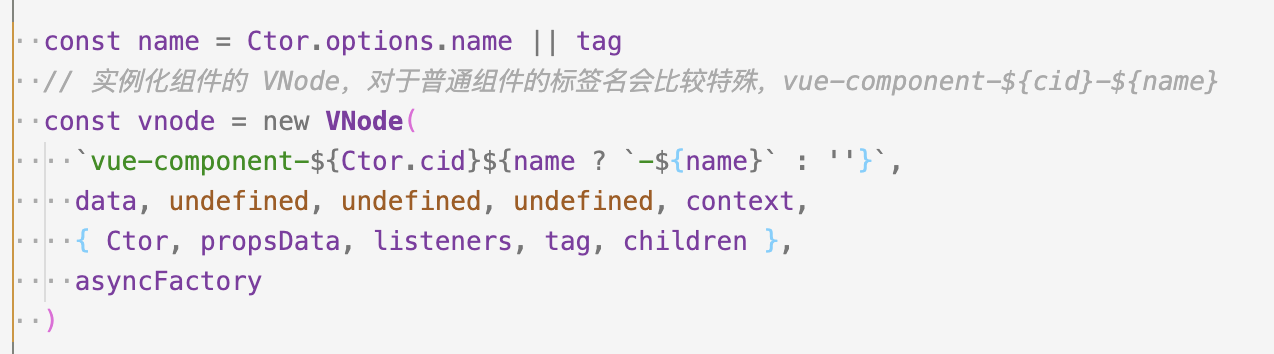 const name = Ctor.options.name || tag
// 实例化组件的 VNode，对于普通组件的标签名会比较特殊，vue-component-${cid}-${name}
const vnode = new VNode(
`vue-component-${Ctor.cid}${name ? `-${name}` : ''}`,
data, undefined, undefined, undefined, context,
{ Ctor, propsData, listeners, tag, children },
asyncFactory
)